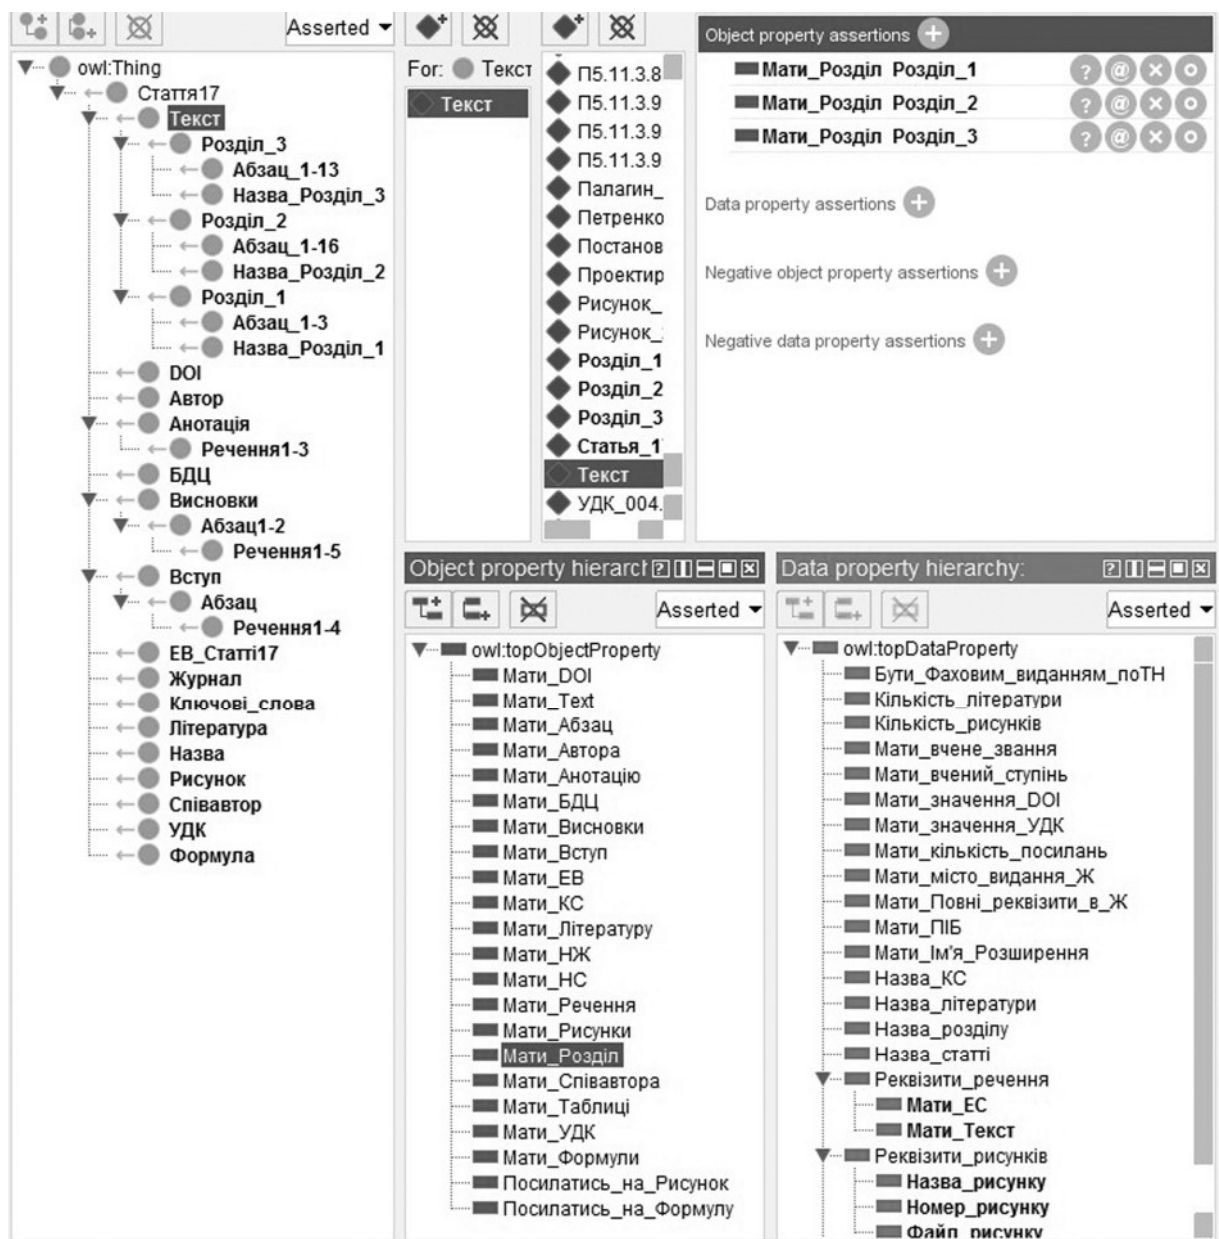 Asserted
owl:Thing
Стаття17
Текст
Розділ_3
Абзац_1-13
Назва_Розділ_3
Розділ_2
Абзац_1-16
Назва_Розділ_2
Розділ_1
Абзац_1-3
Назва_Розділ_1
DOI
Автор
Анотація
Речення1-3
БДЦ
Висновки
Абзац1-2
Речення1-5
Вступ
Абзац
Речення1-4
ЕВ_Статті17
Журнал
Ключові_слова
Література
Назва
Рисунок
Співавтор
УДК
Формула
For: Текст
Текст
П5.11.3.8
П5.11.3.9
П5.11.3.9
П5.11.3.9
Палагин_
Петренко
Постанов
Проектир
Рисунок_
Рисунок_
Розділ_1
Розділ_2
Розділ_3
Статья_1
Текст
УДК_004.
Object property assertions
Мати_Розділ Розділ_1
Мати_Розділ Розділ_2
Мати_Розділ Розділ_3
Data property assertions
Negative object property assertions
Negative data property assertions
Object property hierarch
Asserted
owl:topObjectProperty
Мати_DOI
Мати_Text
Мати_Абзац
Мати_Автора
Мати_Анотацію
Мати_БДЦ
Мати_Висновки
Мати_Вступ
Мати_ЕВ
Мати_КС
Мати_Літературу
Мати_НЖ
Мати_НС
Мати_Речення
Мати_Рисунки
Мати_Розділ
Мати_Співавтора
Мати_Таблиці
Мати_УДК
Мати_Формули
Посилатись_на_Рисунок
Посилатись_на_Формулу
Data property hierarchy:
Asserted
owl:topDataProperty
Бути_Фаховим_виданням_поТН
Кількість_літератури
Кількість_рисунків
Мати_вчене_звання
Мати_вчений_ступінь
Мати_значення_DOI
Мати_значення_УДК
Мати_кількість_посилань
Мати_місто_видання_Ж
Мати_Повні_реквізити_в_Ж
Мати_ПІБ
Мати_Ім'я_Розширення
Назва_КС
Назва_літератури
Назва_розділу
Назва_статті
Реквізити_речення
Мати_ЕС
Мати_Текст
Реквізити_рисунків
Назва_рисунку
Номер_рисунку
Файл_рисунку